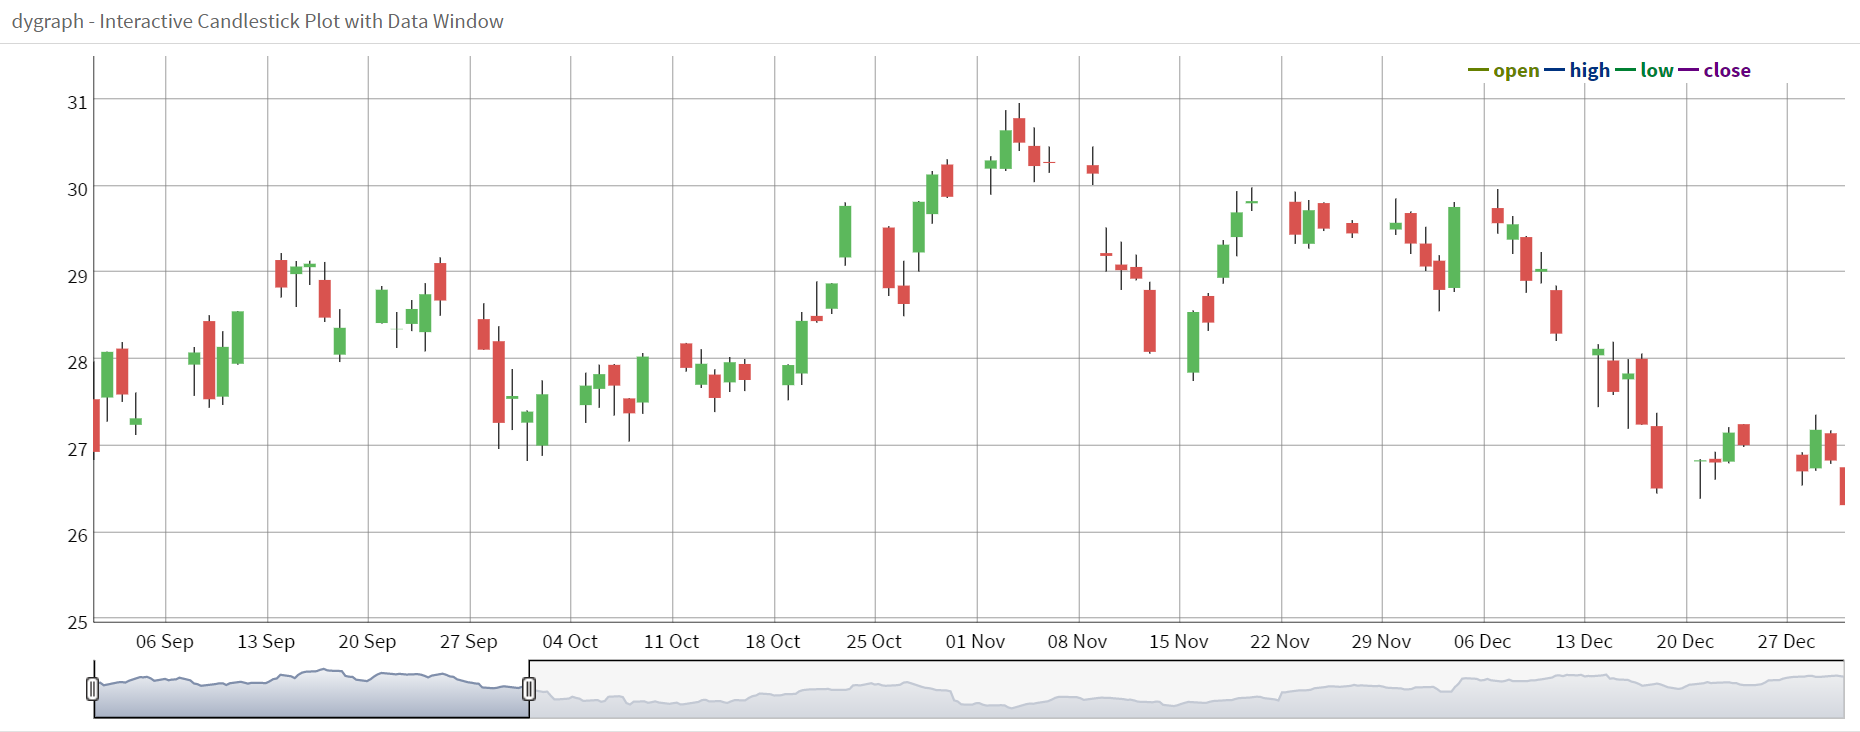 dygraph - Interactive Candlestick Plot with Data Window
open high low close
31
30
29
28
27
26
25
06 Sep 13 Sep 20 Sep 27 Sep 04 Oct 11 Oct 18 Oct 25 Oct 01 Nov 08 Nov 15 Nov 22 Nov 29 Nov 06 Dec 13 Dec 20 Dec 27 Dec